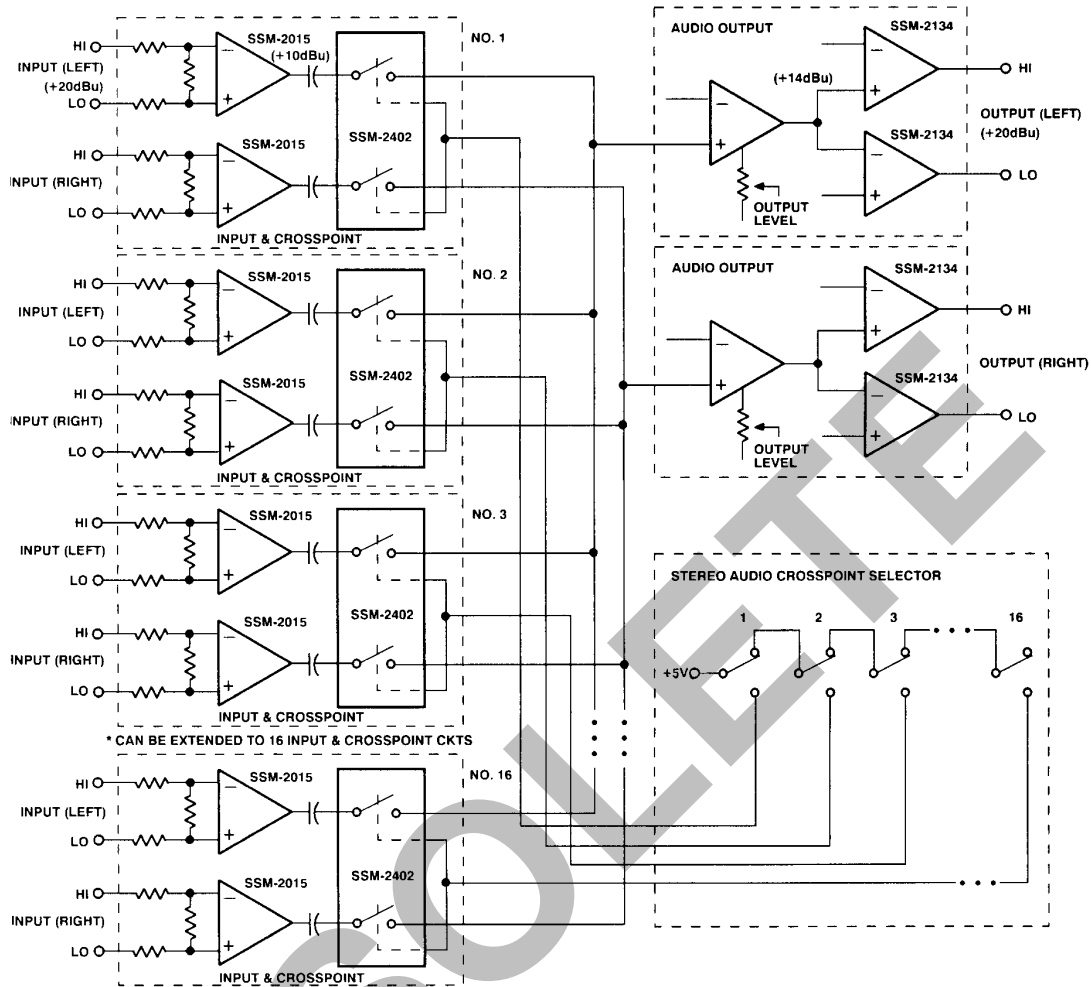 NO. 1
HI
INPUT (LEFT)
(+20dBu)
LO
SSM-2015
(+10dBu)
SSM-2402
HI
INPUT (RIGHT)
LO
SSM-2015
INPUT & CROSSPOINT
NO. 2
HI
INPUT (LEFT)
LO
SSM-2015
SSM-2402
HI
INPUT (RIGHT)
LO
SSM-2015
INPUT & CROSSPOINT
NO. 3
HI
INPUT (LEFT)
LO
SSM-2015
SSM-2402
HI
INPUT (RIGHT)
LO
SSM-2015
INPUT & CROSSPOINT
* CAN BE EXTENDED TO 16 INPUT & CROSSPOINT CKTS
NO. 16
HI
INPUT (LEFT)
LO
SSM-2015
SSM-2402
HI
INPUT (RIGHT)
LO
SSM-2015
INPUT & CROSSPOINT
AUDIO OUTPUT
SSM-2134
(+14dBu)
HI
OUTPUT (LEFT)
(+20dBu)
SSM-2134
LO
OUTPUT
LEVEL
AUDIO OUTPUT
SSM-2134
HI
OUTPUT (RIGHT)
SSM-2134
LO
OUTPUT
LEVEL
STEREO AUDIO CROSSPOINT SELECTOR
1 2 3 16
+5V
OBSOLETE